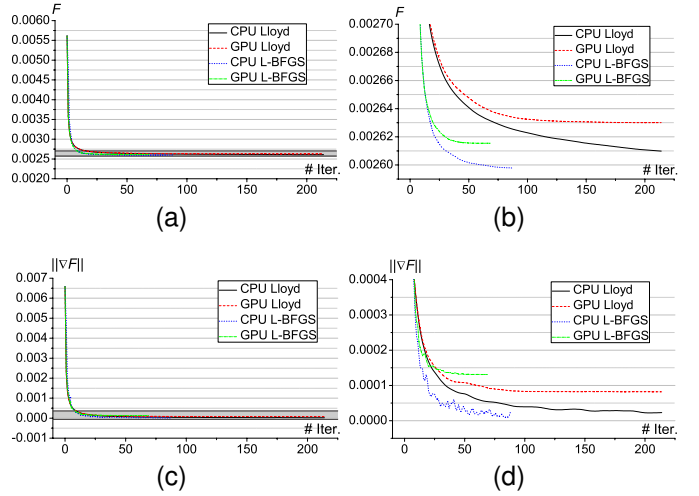 F
0.0060
0.0055
0.0050
0.0045
0.0040
0.0035
0.0030
0.0025
0.0020
CPU Lloyd
GPU Lloyd
CPU L-BFGS
GPU L-BFGS
# Iter.
0 50 100 150 200
(a)
F
0.00270
0.00268
0.00266
0.00264
0.00262
0.00260
CPU Lloyd
GPU Lloyd
CPU L-BFGS
GPU L-BFGS
# Iter.
0 50 100 150 200
(b)
||∇F||
0.007
0.006
0.005
0.004
0.003
0.002
0.001
0.000
-0.001
CPU Lloyd
GPU Lloyd
CPU L-BFGS
GPU L-BFGS
# Iter.
0 50 100 150 200
(c)
||∇F||
0.0004
0.0003
0.0002
0.0001
0.0000
CPU Lloyd
GPU Lloyd
CPU L-BFGS
GPU L-BFGS
# Iter.
0 50 100 150 200
(d)